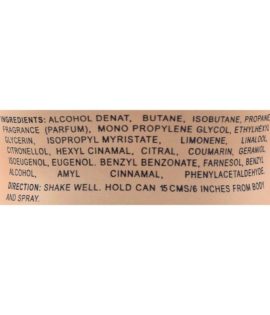 INGREDIENTS: ALCOHOL DENAT, BUTANE, ISOBUTANE, PROPANE
FRAGRANCE (PARFUM), MONO PROPYLENE GLYCOL, ETHYLHEXYL
GLYCERIN, ISOPROPYL MYRISTATE, LIMONENE, LINALOOL
CITRONELLOL, HEXYL CINAMAL, CITRAL, COUMARIN, GERANIOL
ISOEUGENOL, EUGENOL. BENZYL BENZONATE, FARNESOL, BENZYL
ALCOHOL, AMYL CINNAMAL, PHENYLACETALDEHYDE.
DIRECTION: SHAKE WELL. HOLD CAN 15 CMS/6 INCHES FROM BODY
AND SPRAY.